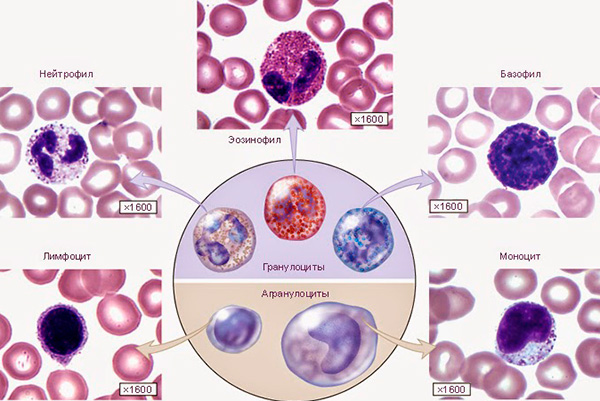 Нейтрофил
Базофил
×1600
Эозинофил
×1600
×1600
Гранулоциты
Лимфоцит
Моноцит
Агранулоциты
×1600
×1600